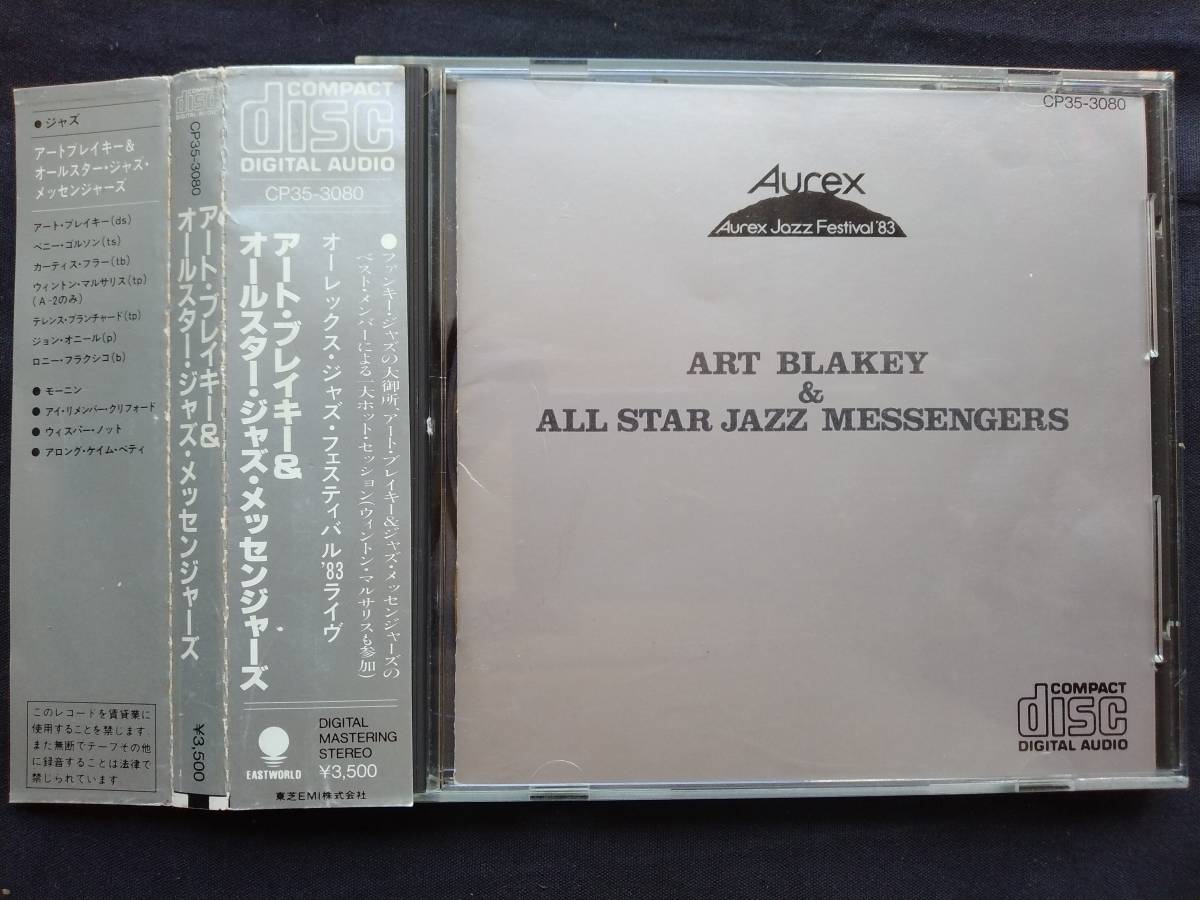 ● ジャズ
アートブレイキー&
オールスター・ジャズ・
メッセンジャーズ
アート・ブレイキー(ds)
ベニー・ゴルソン(ts)
カーティス・フラー(tb)
ウィントン・マルサリス(tp)
(A-2のみ)
テレンス・ブランチャード(tp)
ジョン・オニール(p)
ロニー・フラクシコ(b)
● モーニン
● アイ・リメンバー・クリフォード
● ウィスパー・ノット
● アロング・ケイム・ベティ
このレコードを賃貸業に
使用することを禁じます.
また無断でテープその他
に録音することは法律で
禁じられています.
disc
CP35-3080
アート・ブレイキー&
オールスター・ジャズ・メッセンジャーズ
¥3,500
COMPACT
disc
DIGITAL AUDIO
CP35-3080
●ファンキー・ジャズの大御所、アート・ブレイキー&ジャズ・メッセンジャーズの
ベスト・メンバーによる一大ホット・セッション(ウィントン・マルサリスも参加)
オーレックス・ジャズ・フェスティバル'83ライヴ
アート・ブレイキー&
オールスター・ジャズ・メッセンジャーズ
EASTWORLD
DIGITAL
MASTERING
STEREO
¥3,500
東芝EMI株式会社
CP35-3080
Aurex
Aurex Jazz Festival '83
ART BLAKEY
&
ALL STAR JAZZ MESSENGERS
COMPACT
disc
DIGITAL AUDIO